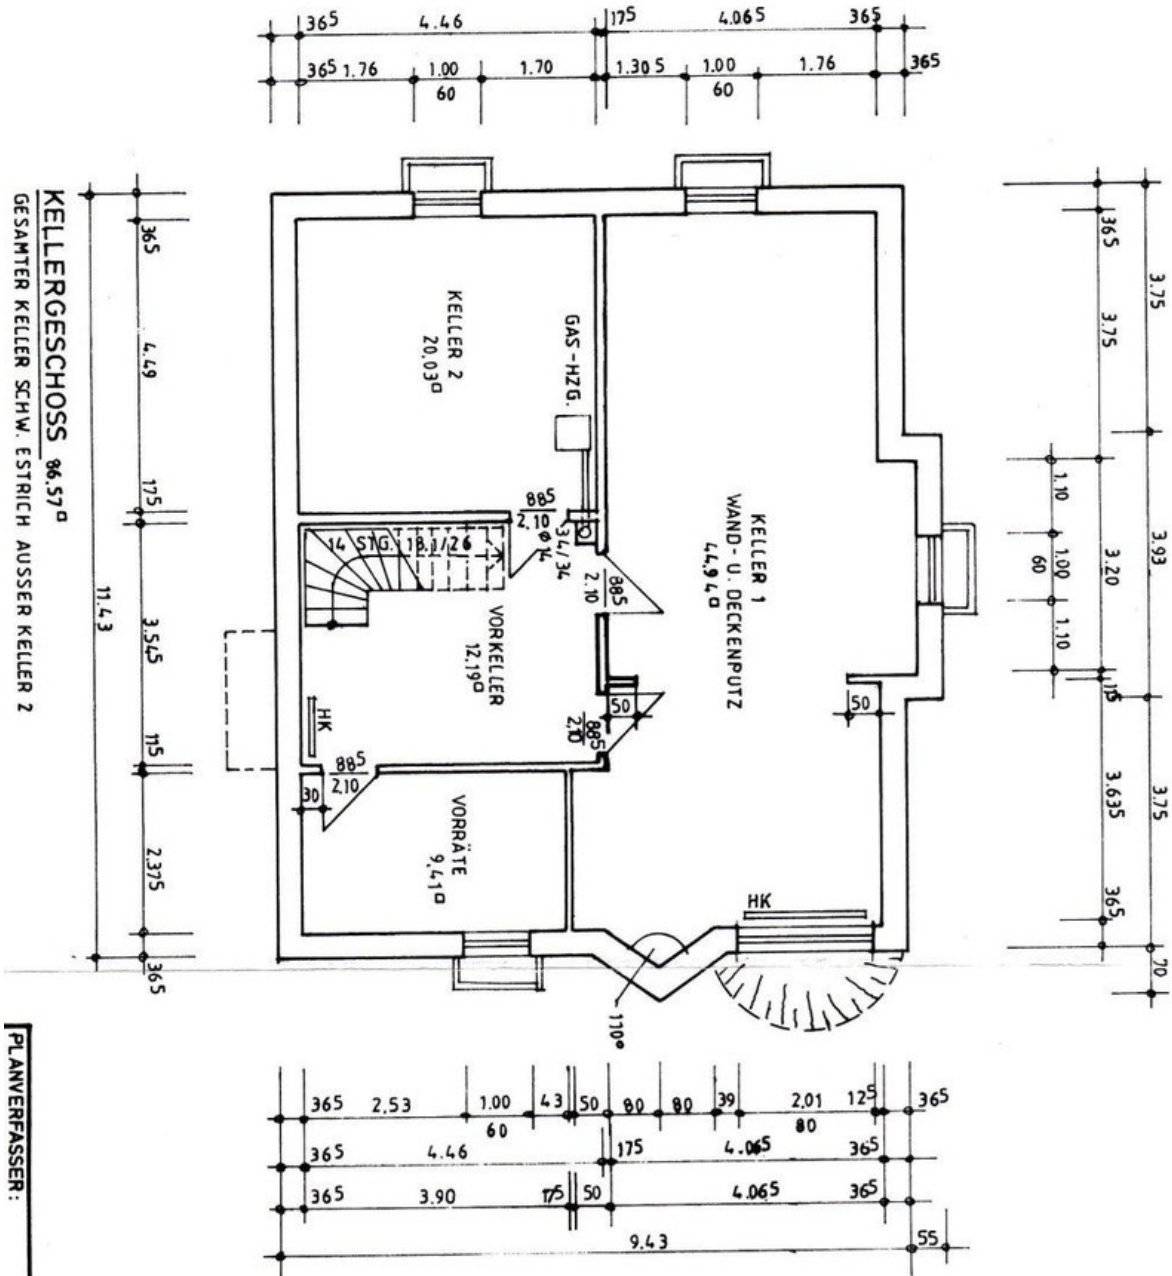 365 4.46 17⁵ 4.06⁵ 365
36⁵ 1.76 1.00 1.70 1.30 5 1.00 1.76 365
60 60
KELLERGESCHOSS 86.57□
GESAMTER KELLER SCHW. ESTRICH AUSSER KELLER 2
11.43
365 4.49 175 3.545 115 2.375 365
KELLER 2
20.03□
GAS-HZG.
KELLER 1
WAND- U. DECKENPUTZ
44.94□
88⁵
2.10
34/34
Ø 14
88⁵
2.10
14 STG. 18.1/26
VORKELLER
12.19□
HK
88⁵
2.10
50
50
88⁵
2.10
30
VORRÄTE
9.41□
HK
110°
1.10 1.00 1.10
60
365 3.75 3.20 115 3.635 365
3.75 3.93 3.75 70
365 2.53 1.00 43 50 80 80 39 2.01 12⁵ 365
60 80
365 4.46 175 4.065 36⁵
365 3.90 175 50 4.065 365
9.43 55
PLANVERFASSER: